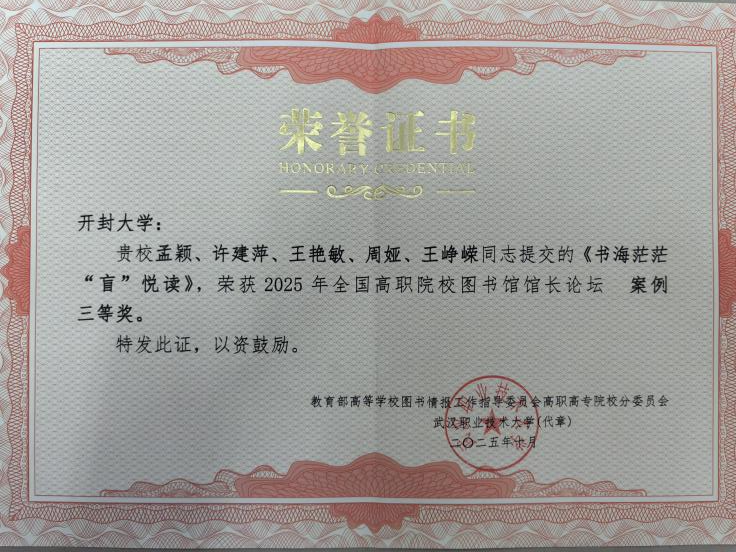 荣誉证书
HONORARY CREDENTIAL
开封大学：
贵校孟颖、许建萍、王艳敏、周娅、王峥嵘同志提交的《书海茫茫
“盲”悦读》，荣获2025年全国高职院校图书馆馆长论坛 案例
三等奖。
特发此证，以资鼓励。
教育部高等学校图书情报工作指导委员会高职高专院校分委员会
武汉职业技术大学(代章)
二〇二五年十月